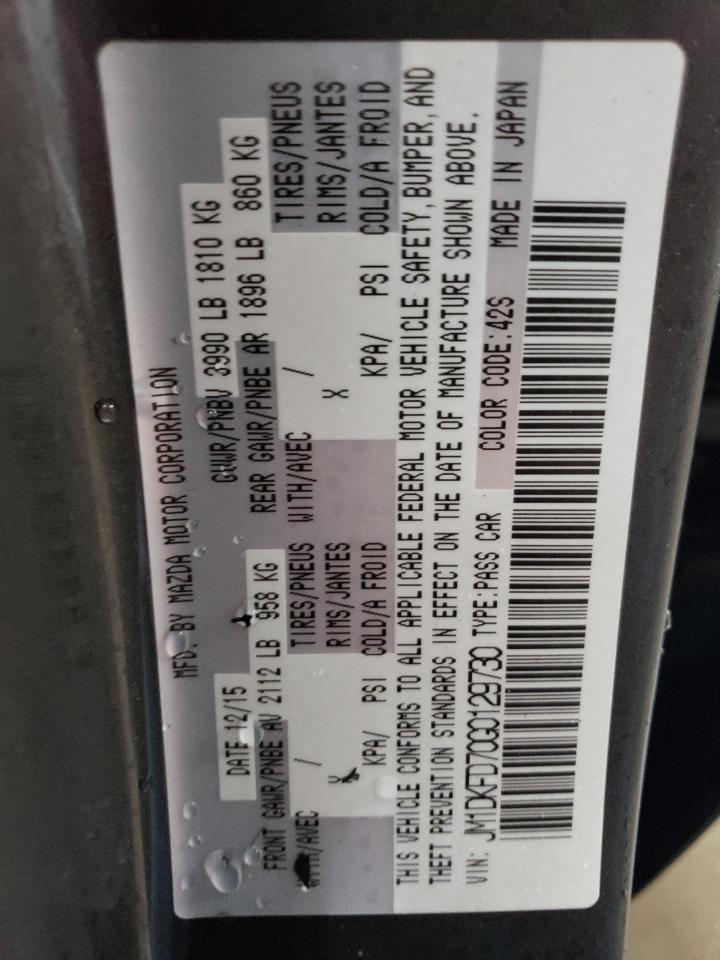 MFD. BY MAZDA MOTOR CORPORATION
DATE 12/15 GVWR/PNBV 3990 LB 1810 KG
FRONT GAWR/PNBE AV 2112 LB 958 KG REAR GAWR/PNBE AR 1896 LB 860 KG
WITH/AVEC / TIRES/PNEUS WITH/AVEC / TIRES/PNEUS
X RIMS/JANTES X RIMS/JANTES
KPA/ PSI COLD/A FROID KPA/ PSI COLD/A FROID
THIS VEHICLE CONFORMS TO ALL APPLICABLE FEDERAL MOTOR VEHICLE SAFETY, BUMPER, AND
THEFT PREVENTION STANDARDS IN EFFECT ON THE DATE OF MANUFACTURE SHOWN ABOVE.
VIN: JM1DKFD70G0129730 TYPE:PASS CAR COLOR CODE:42S MADE IN JAPAN